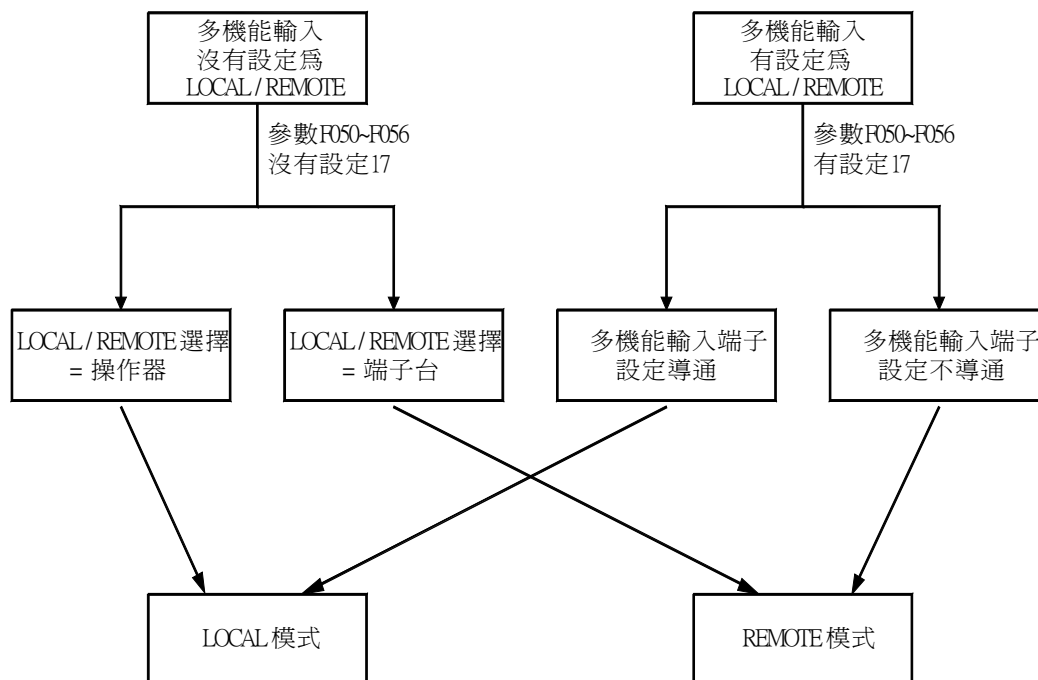 多機能輸入
沒有設定爲
LOCAL / REMOTE
多機能輸入
有設定爲
LOCAL / REMOTE
參數F050~F056
沒有設定17
參數F050~F056
有設定17
LOCAL / REMOTE 選擇
= 操作器
LOCAL / REMOTE 選擇
= 端子台
多機能輸入端子
設定導通
多機能輸入端子
設定不導通
LOCAL 模式
REMOTE 模式